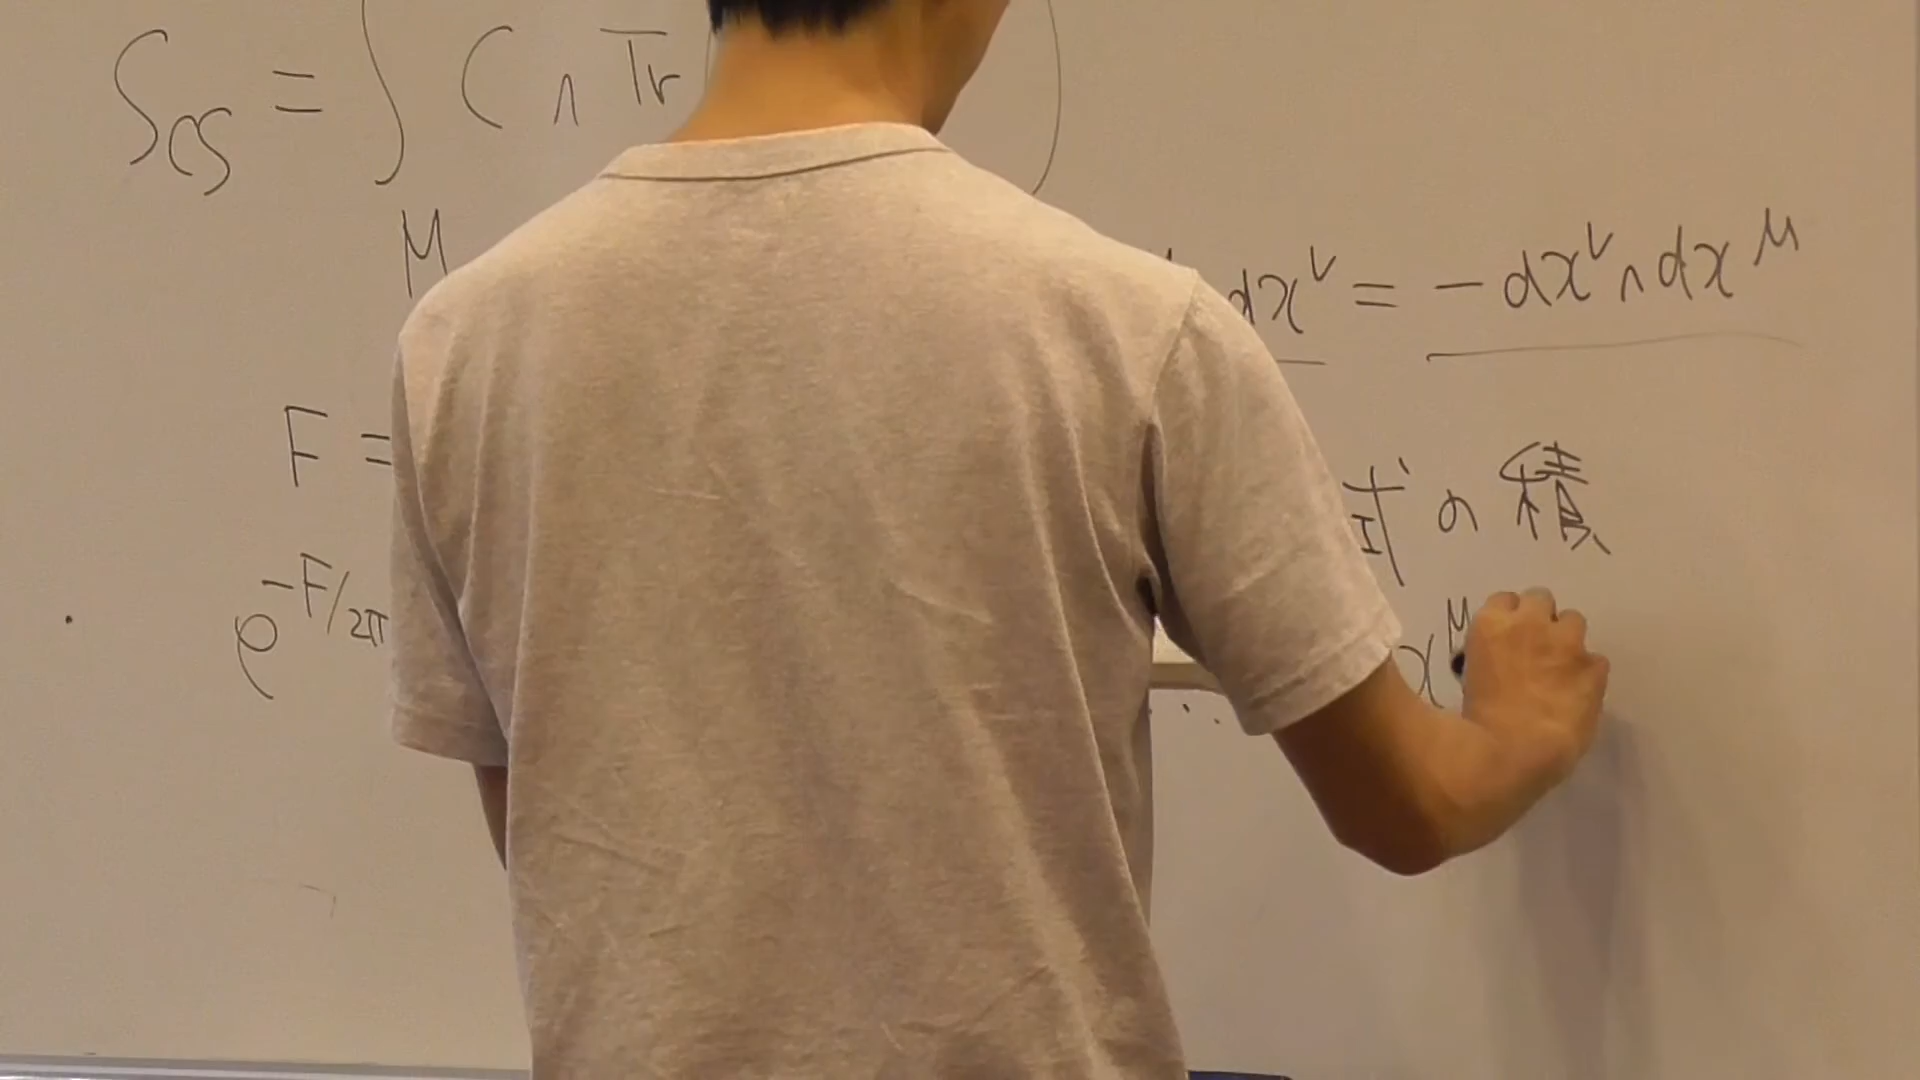 S_CS = ∫ C ∧ Tr
M
dx^ν = - dx^ν ∧ dx^μ
F =
式の積
e^{-F/2π}
x^μ